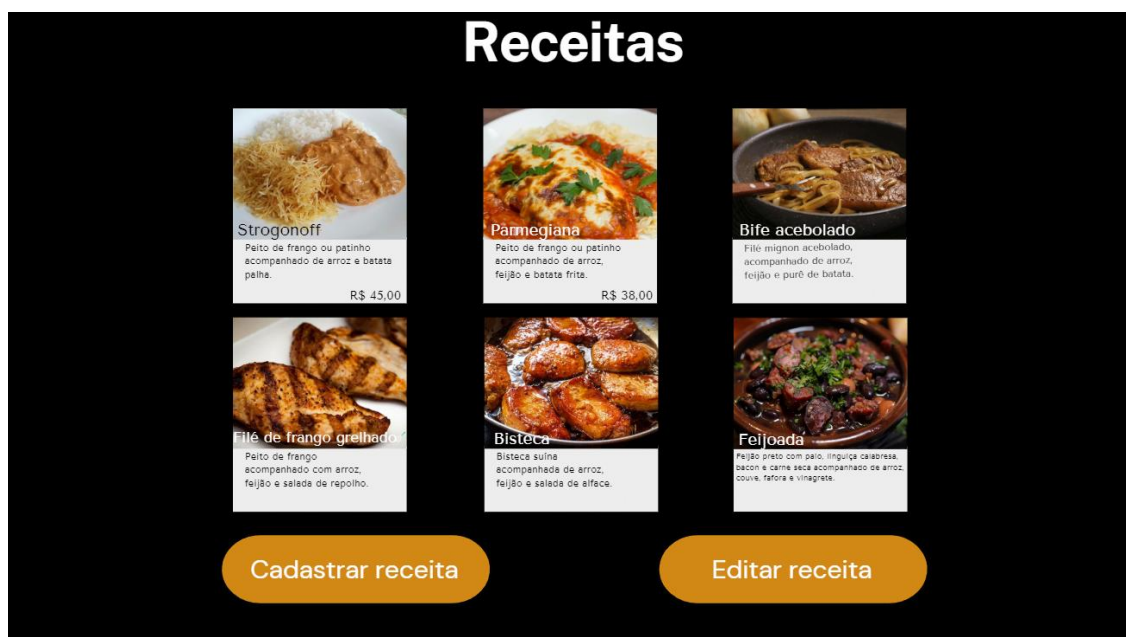 Receitas
Strogonoff
Peito de frango ou patinho
acompanhado de arroz e batata
palha.
R$ 45,00
Parmegiana
Peito de frango ou patinho
acompanhado de arroz,
feijão e batata frita.
R$ 38,00
Bife acebolado
Filé mignon acebolado,
acompanhado de arroz,
feijão e purê de batata.
Filé de frango grelhado
Peito de frango
acompanhado com arroz,
feijão e salada de repolho.
Bisteca
Bisteca suína
acompanhada de arroz,
feijão e salada de alface.
Feijoada
Feijão preto com paio, linguiça calabresa,
bacon e carne seca acompanhado de arroz,
couve, fafora e vinagrete.
Cadastrar receita
Editar receita